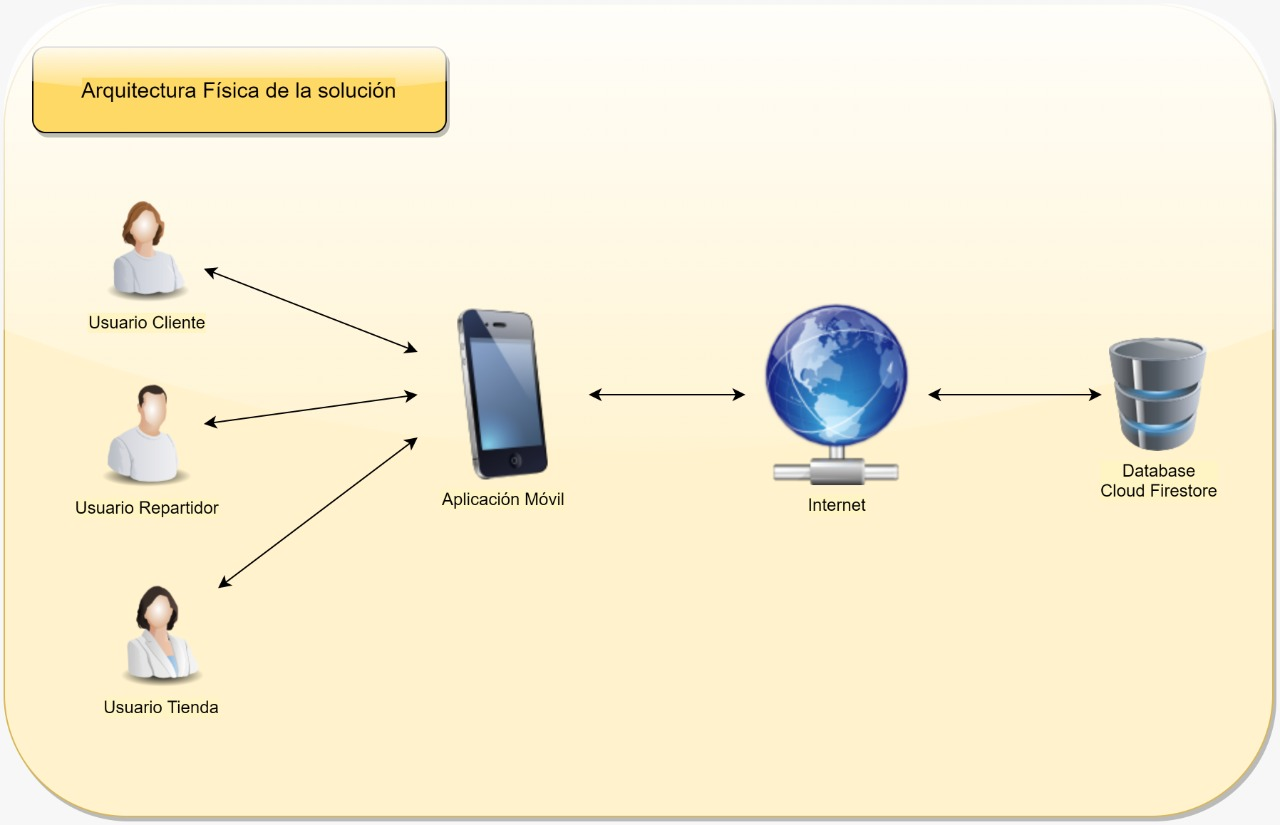 Arquitectura Física de la solución
Usuario Cliente
Usuario Repartidor
Usuario Tienda
Aplicación Móvil
Internet
Database
Cloud Firestore